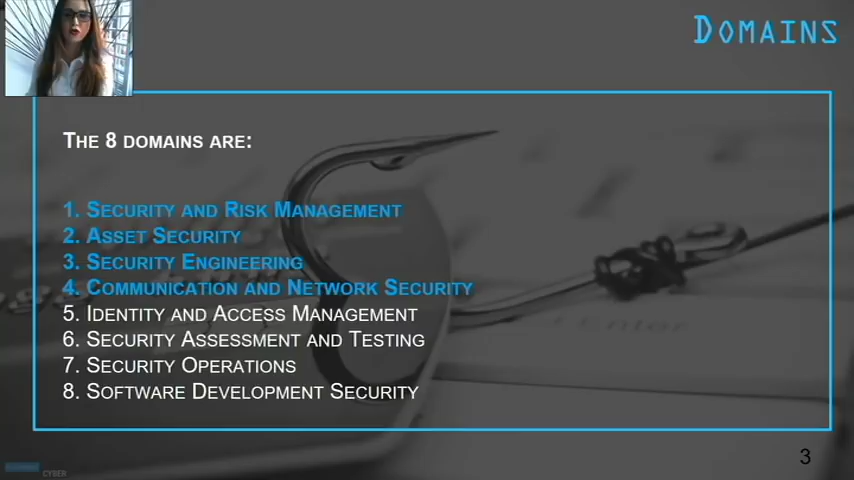 Domains
The 8 domains are:
1. Security and Risk Management
2. Asset Security
3. Security Engineering
4. Communication and Network Security
5. Identity and Access Management
6. Security Assessment and Testing
7. Security Operations
8. Software Development Security
Enter
3
CYBER